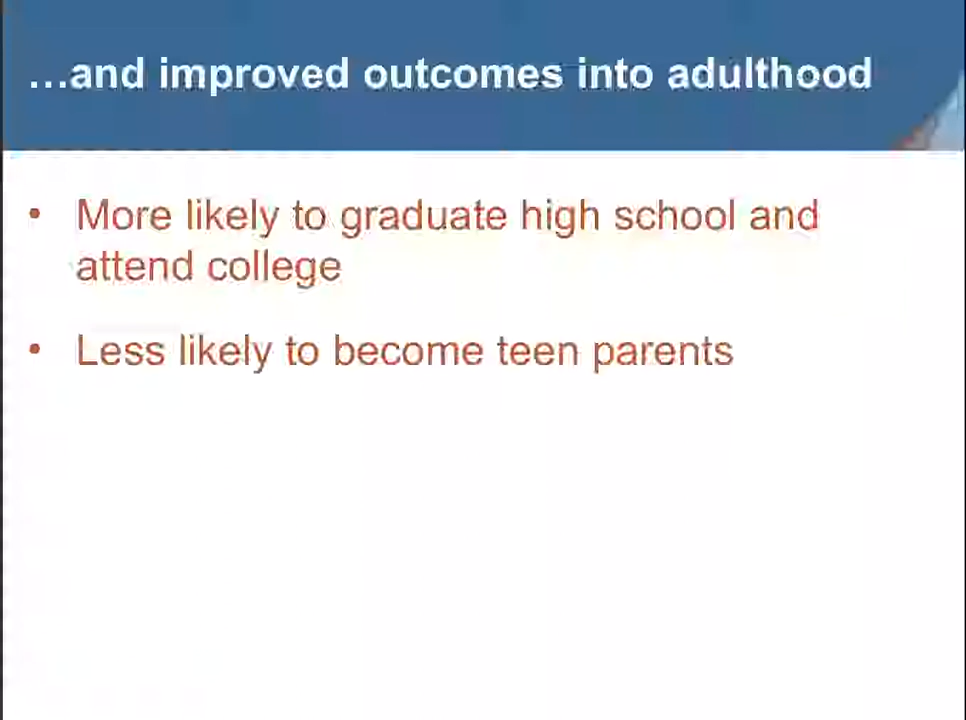 ...and improved outcomes into adulthood
• More likely to graduate high school and
attend college
• Less likely to become teen parents